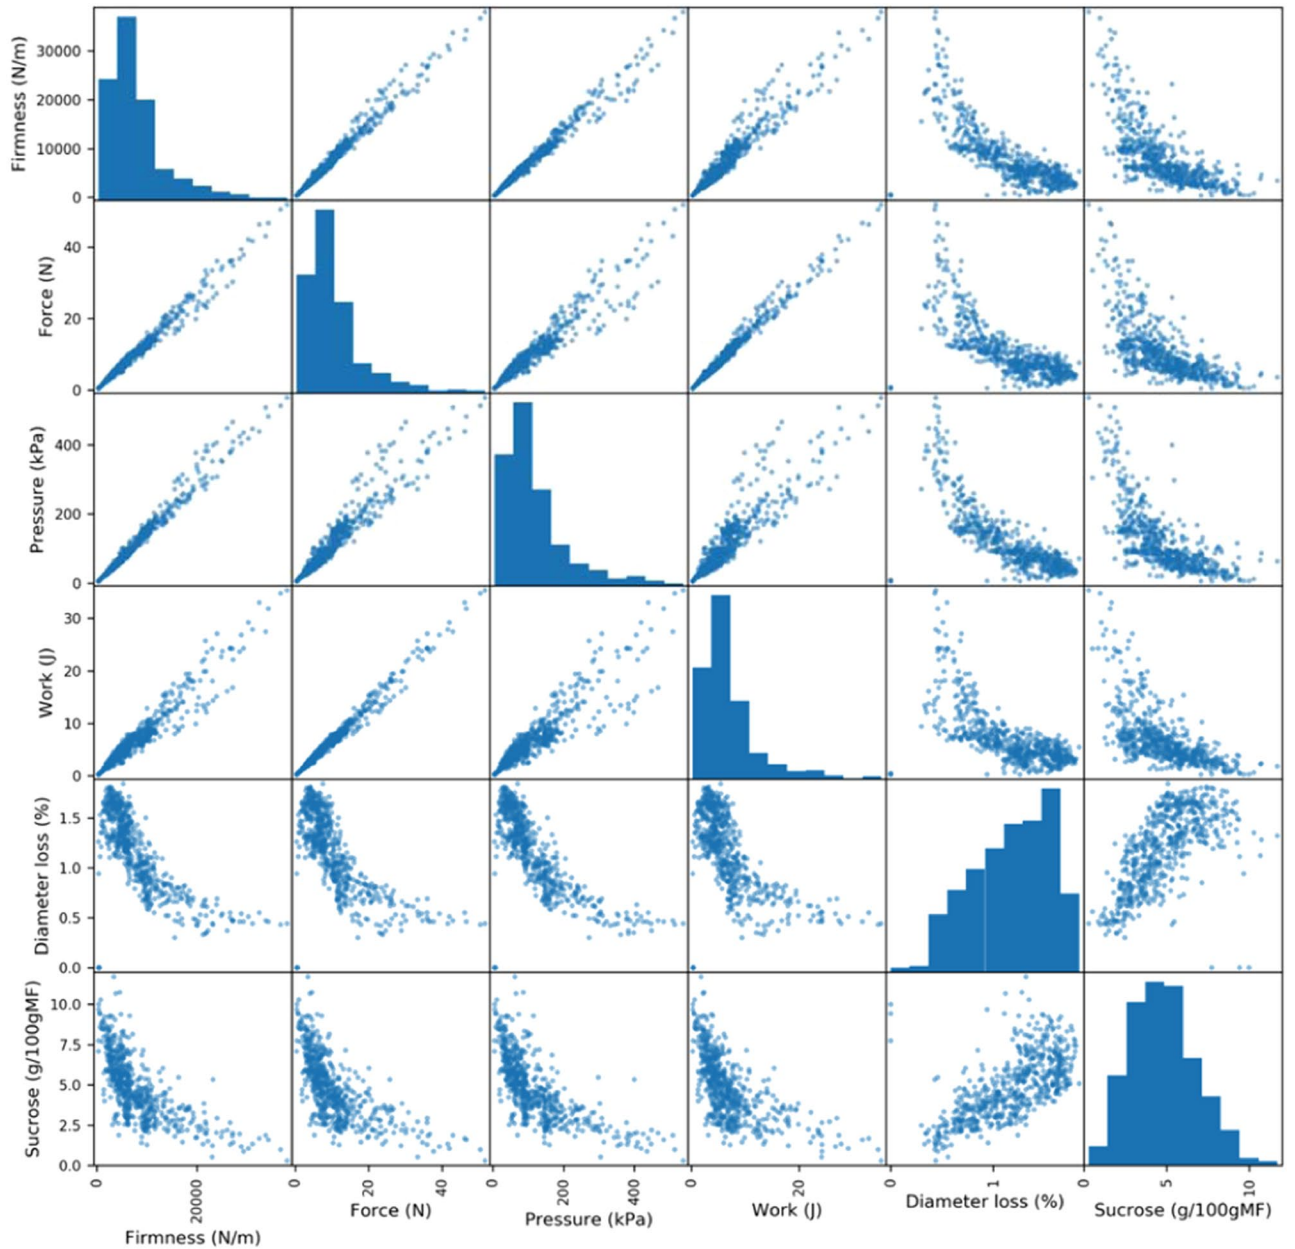 Firmness (N/m)
30000
20000
10000
0
Force (N)
40
20
0
Pressure (kPa)
400
200
0
Work (J)
30
20
10
0
Diameter loss (%)
1.5
1.0
0.5
0.0
Sucrose (g/100gMF)
10.0
7.5
5.0
2.5
0.0
0 20000
0 20 40
0 200 400
0 20
0 1
0 5 10
Firmness (N/m)
Force (N)
Pressure (kPa)
Work (J)
Diameter loss (%)
Sucrose (g/100gMF)